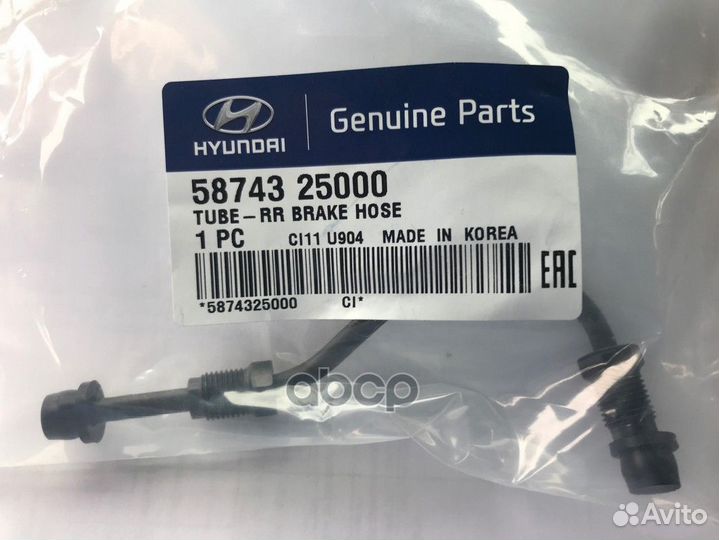 HYUNDAI
Genuine Parts
58743 25000
TUBE-RR BRAKE HOSE
1 PC CI11 U904 MADE IN KOREA
EAC
*5874325000 CI*
abcp
Avito